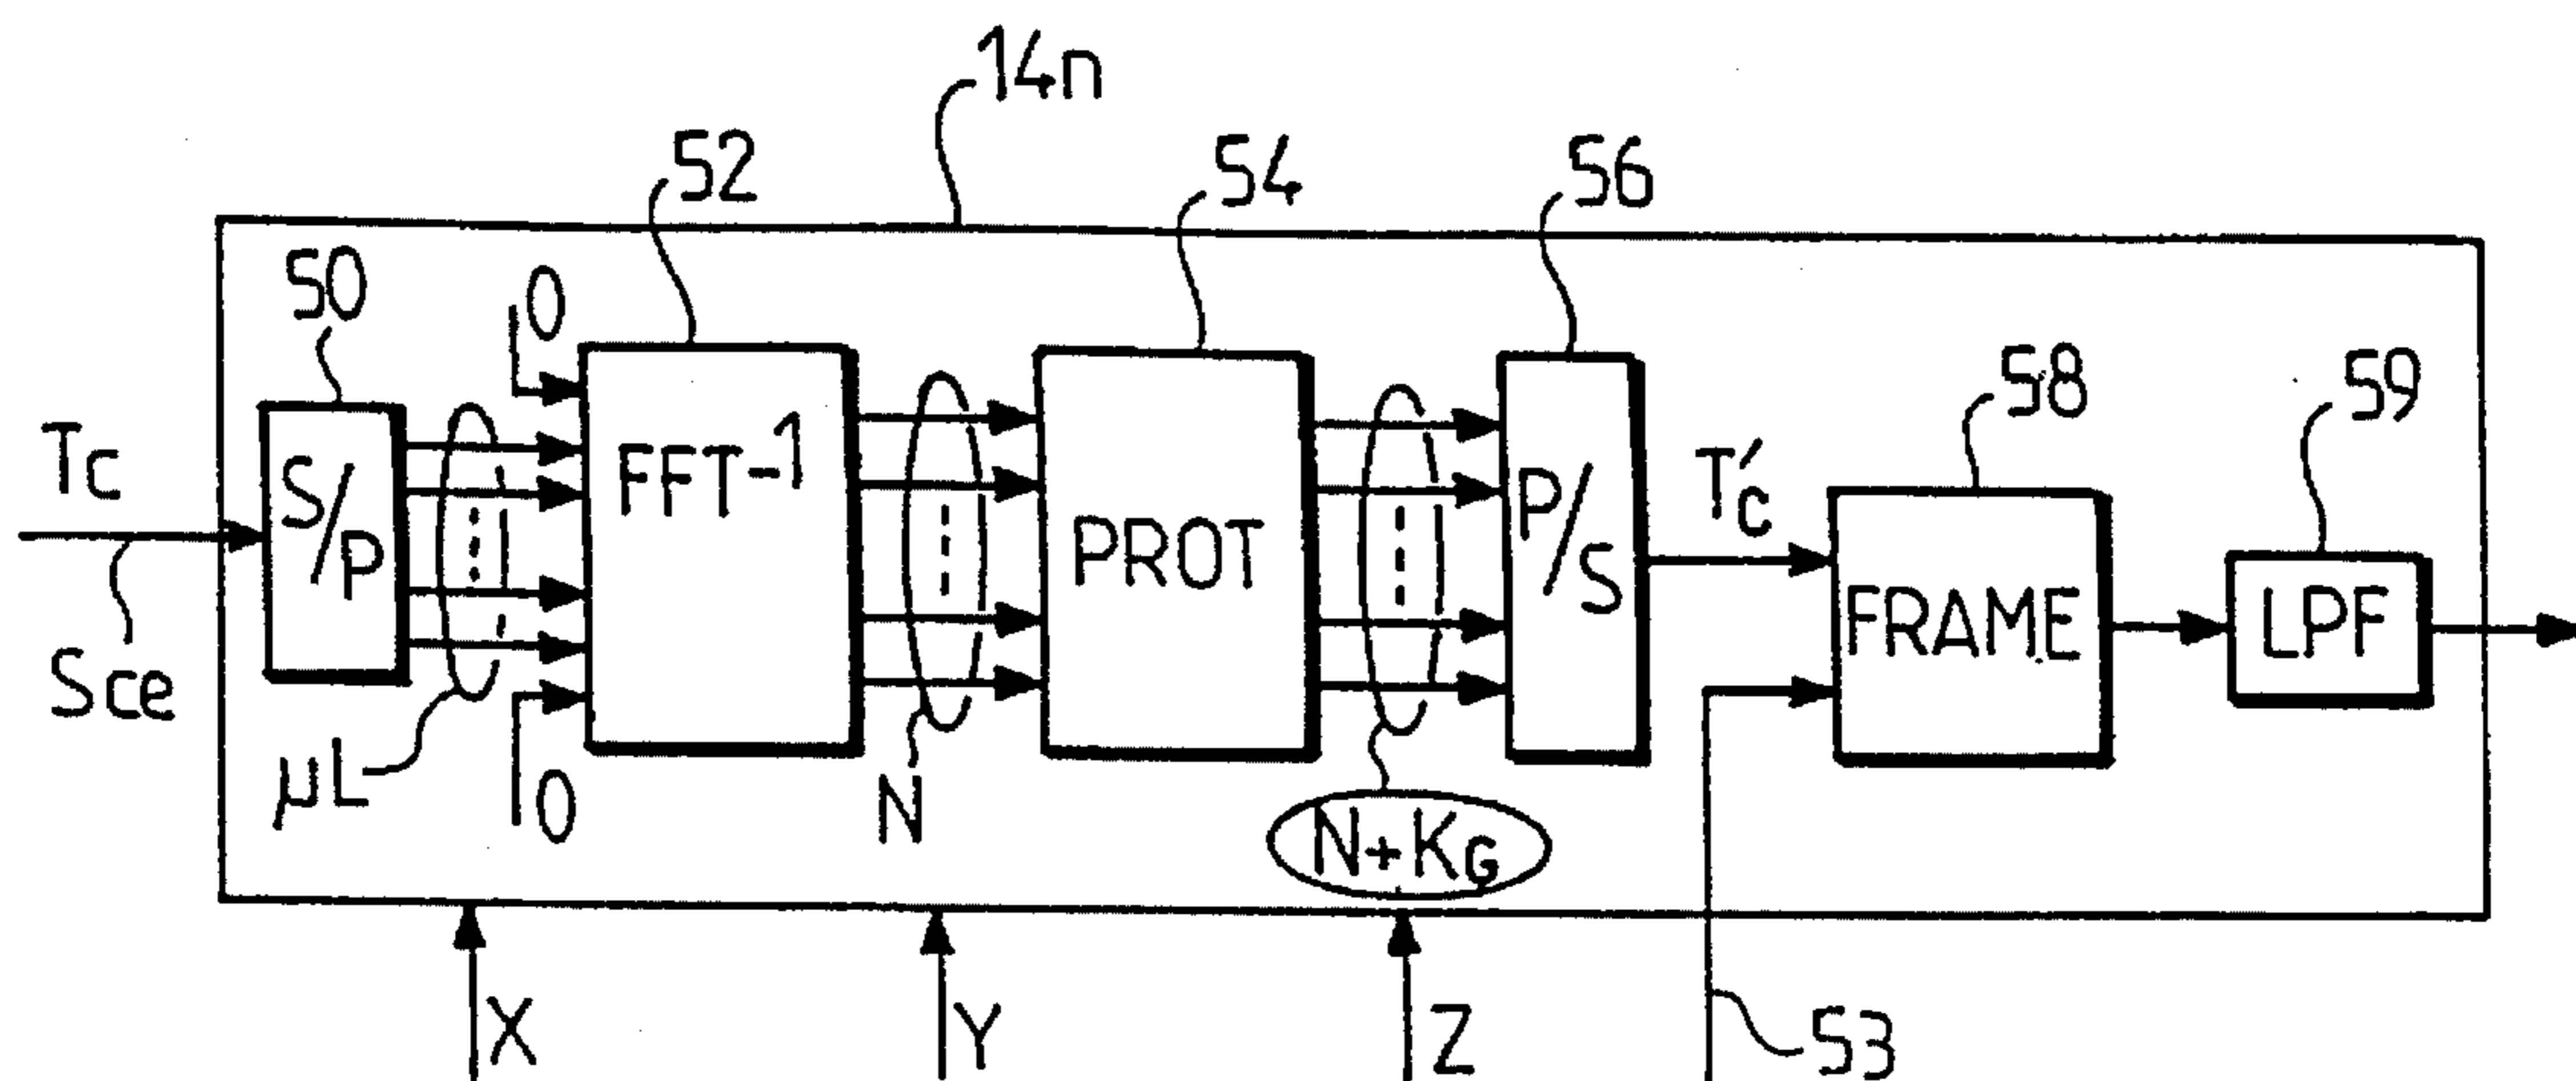 14n
52
54
56
50
0
58
59
Tc
S/P
FFT-1
PROT
P/S
T'c
FRAME
LPF
Sce
μL
0
N
N+KG
X
Y
Z
53